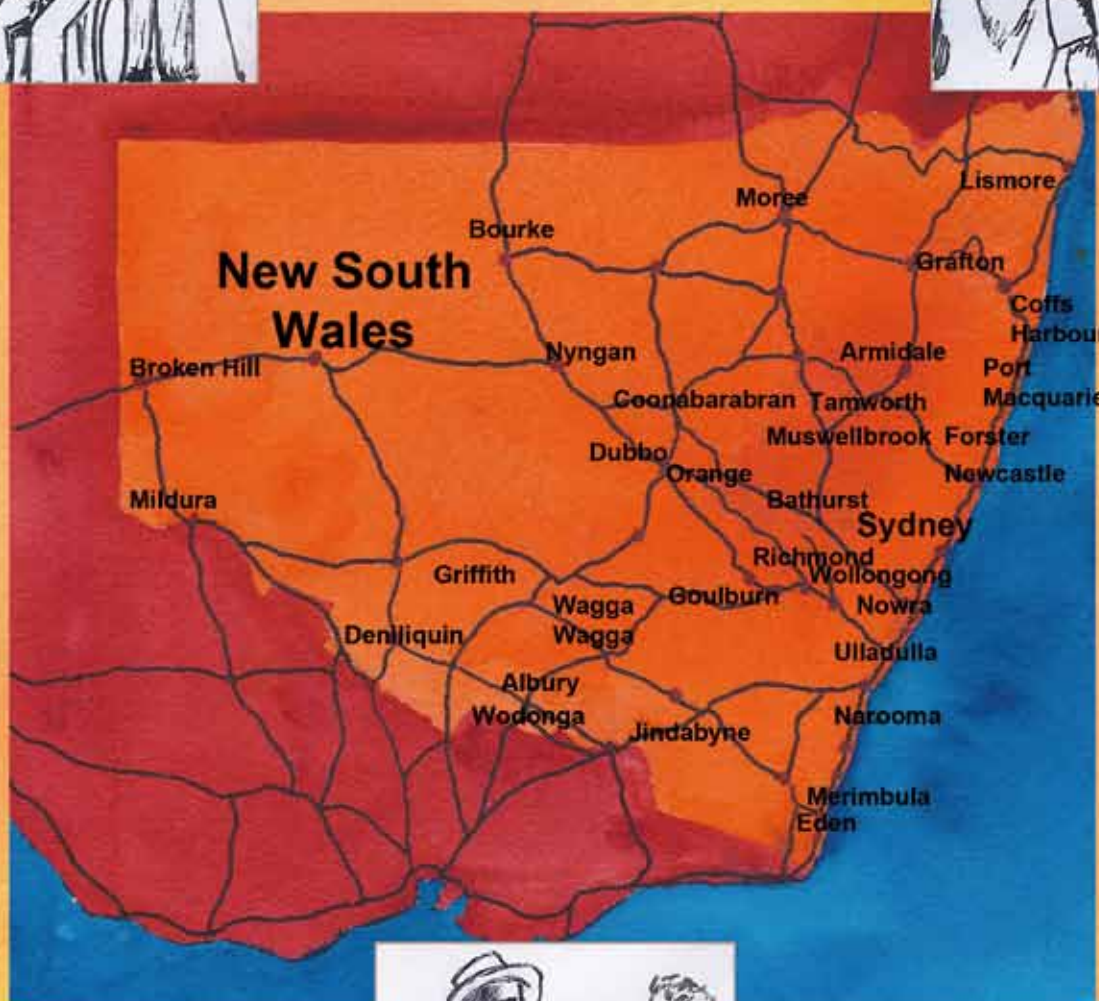 Lismore
Moree
Bourke
Grafton
New South
Wales
Coffs
Harbour
Nyngan
Armidale
Broken Hill
Port
Macquarie
Coonabarabran
Tamworth
Muswellbrook
Forster
Dubbo
Orange
Newcastle
Mildura
Bathurst
Sydney
Richmond
Griffith
Wollongong
Goulburn
Wagga
Wagga
Nowra
Deniliquin
Ulladulla
Albury
Wodonga
Narooma
Jindabyne
Merimbula
Eden